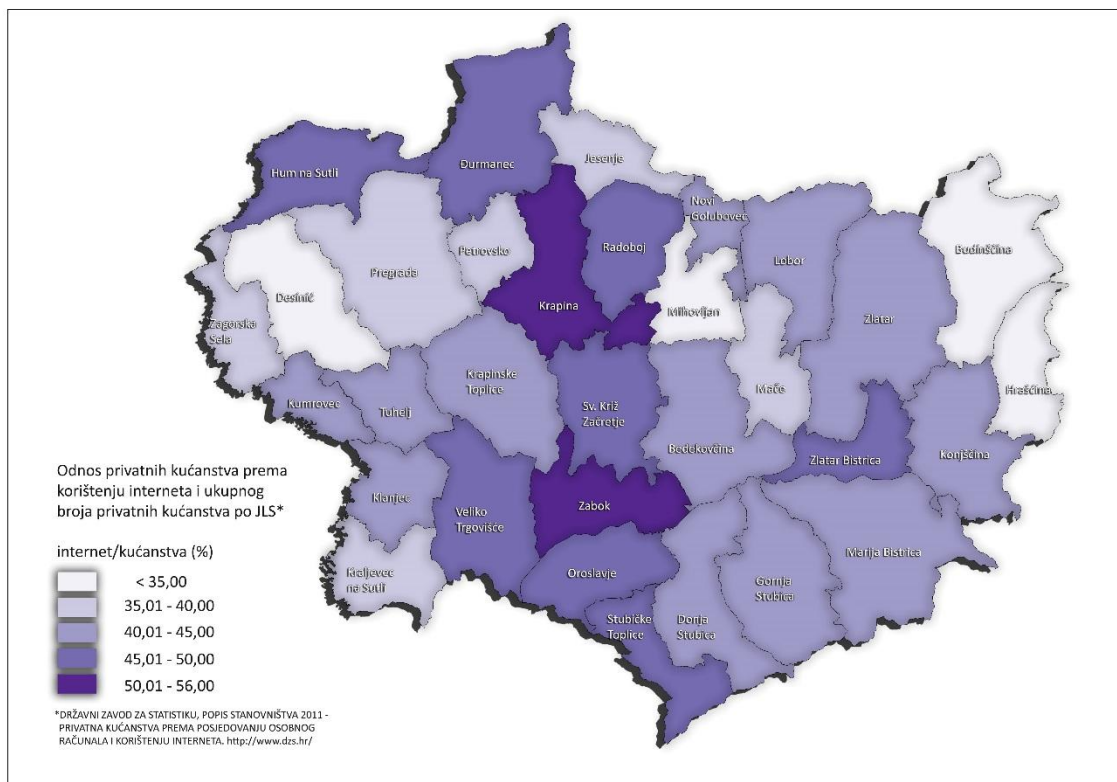 Hum na Sutli
Đurmanec
Jesenje
Novi
Golubovec
Budinščina
Radoboj
Petrovsko
Lobor
Pregrada
Desinić
Krapina
Mihovljan
Zlatar
Zagorska
Sela
Krapinske
Toplice
Mače
Hrašćina
Kumrovec
Tuhelj
Sv. Križ
Začretje
Bedekovčina
Zlatar Bistrica
Konjščina
Klanjec
Veliko
Trgovišće
Zabok
Marija Bistrica
Kraljevec
na Sutli
Oroslavje
Gornja
Stubica
Stubičke
Toplice
Donja
Stubica
Odnos privatnih kućanstva prema
korištenju interneta i ukupnog
broja privatnih kućanstva po JLS*
internet/kućanstva (%)
< 35,00
35,01 - 40,00
40,01 - 45,00
45,01 - 50,00
50,01 - 56,00
*DRŽAVNI ZAVOD ZA STATISTIKU, POPIS STANOVNIŠTVA 2011 -
PRIVATNA KUĆANSTVA PREMA POSJEDOVANJU OSOBNOG
RAČUNALA I KORIŠTENJU INTERNETA. http://www.dzs.hr/